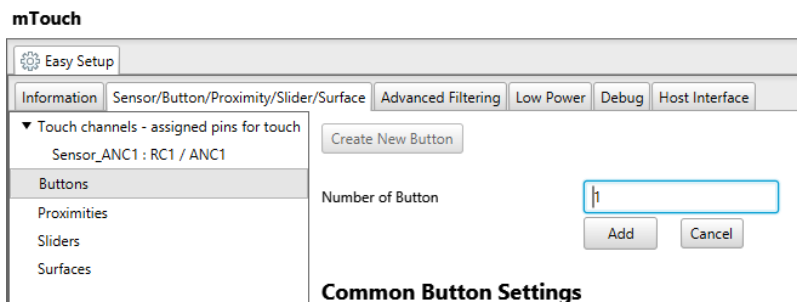 mTouch
Easy Setup
Information Sensor/Button/Proximity/Slider/Surface Advanced Filtering Low Power Debug Host Interface
▼ Touch channels - assigned pins for touch
Sensor_ANC1 : RC1 / ANC1
Buttons
Proximities
Sliders
Surfaces
Create New Button
Number of Button 1
Add Cancel
Common Button Settings